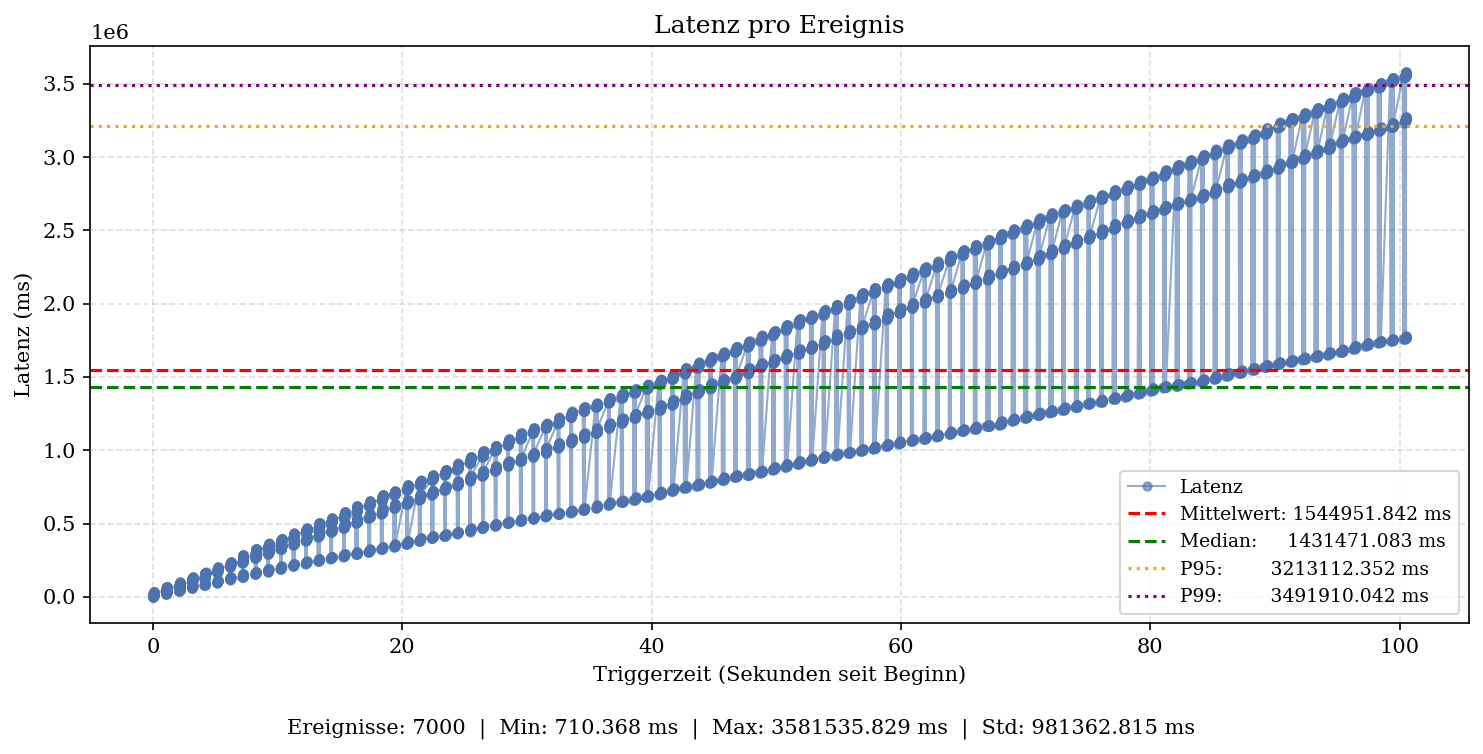 Latenz pro Ereignis
1e6
3.5
3.0
2.5
2.0
1.5
1.0
0.5
0.0
Latenz (ms)
Latenz
Mittelwert: 1544951.842 ms
Median: 1431471.083 ms
P95: 3213112.352 ms
P99: 3491910.042 ms
0 20 40 60 80 100
Triggerzeit (Sekunden seit Beginn)
Ereignisse: 7000 | Min: 710.368 ms | Max: 3581535.829 ms | Std: 981362.815 ms